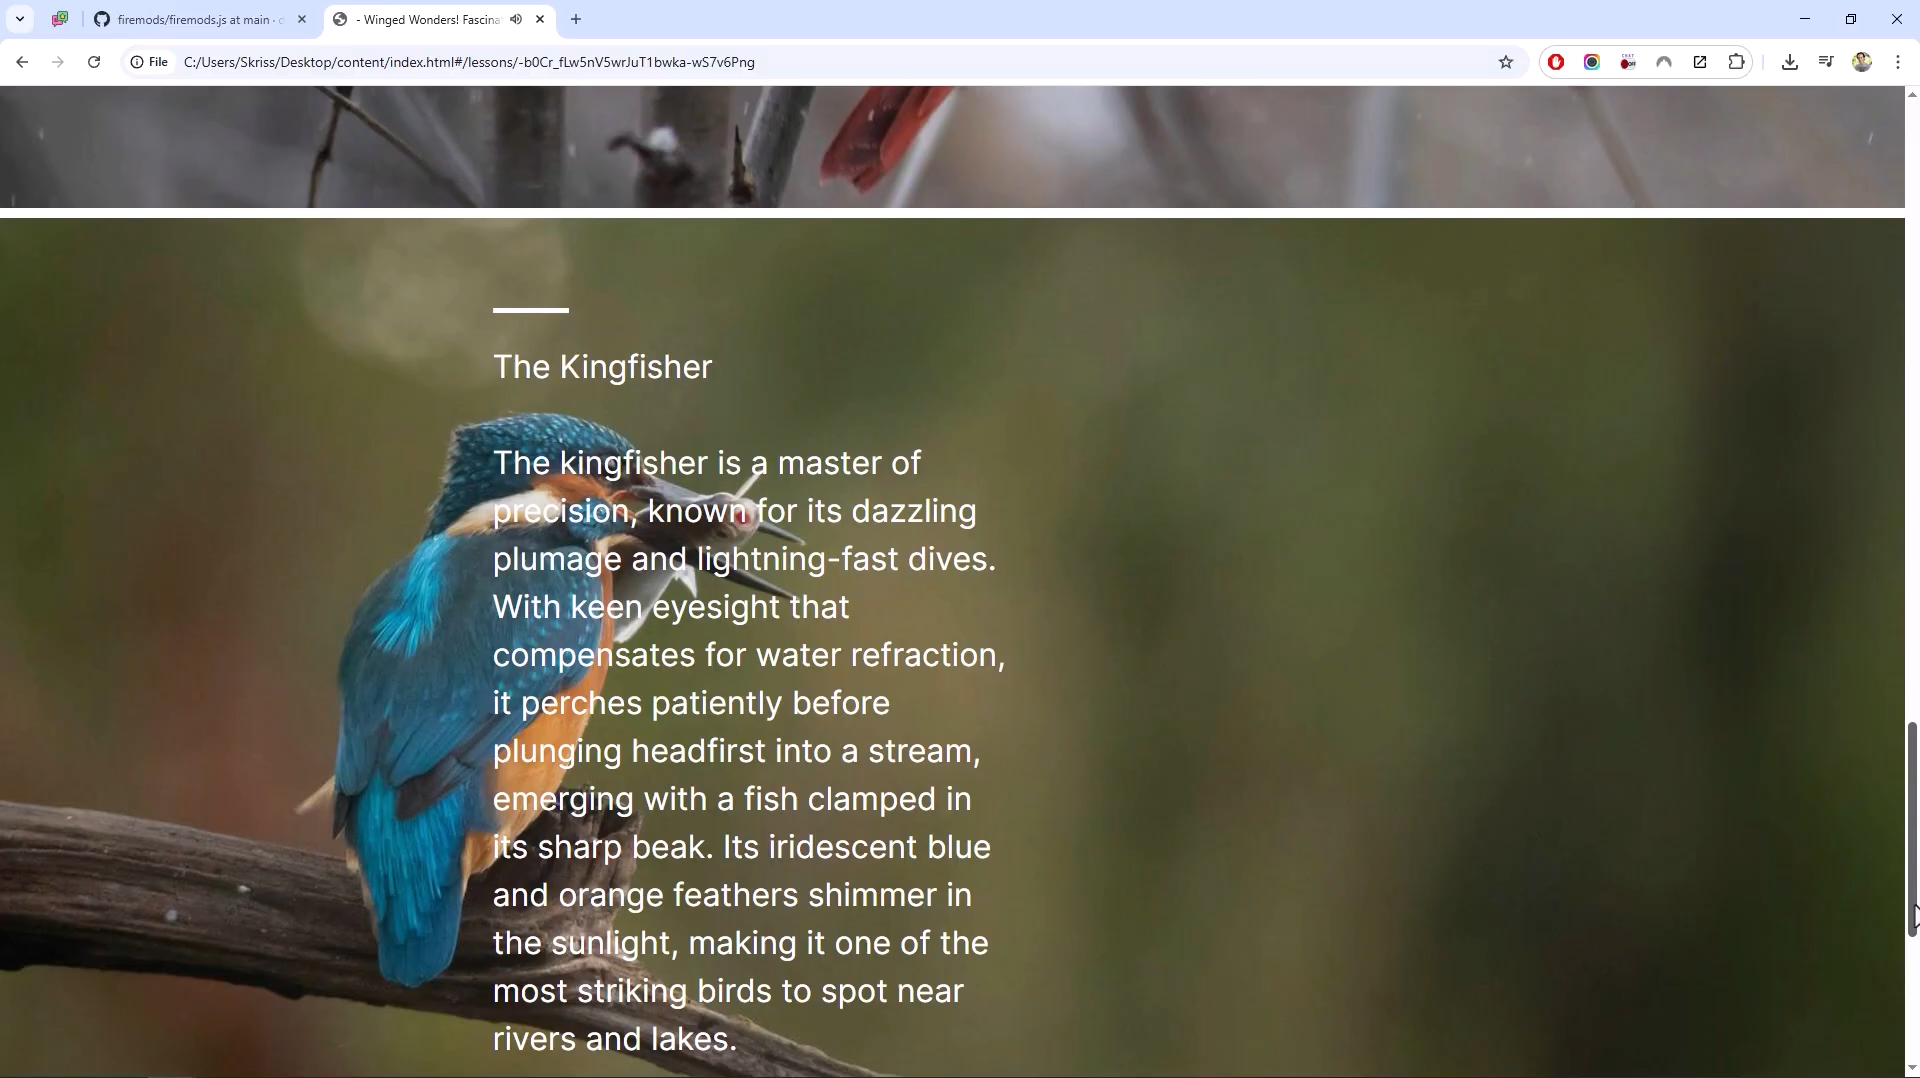 firemods/firemods.js at main ·
- Winged Wonders! Fascina
File
C:/Users/Skriss/Desktop/content/index.html#/lessons/-b0Cr_fLw5nV5wrJuT1bwka-wS7v6Png
The Kingfisher
The kingfisher is a master of
precision, known for its dazzling
plumage and lightning-fast dives.
With keen eyesight that
compensates for water refraction,
it perches patiently before
plunging headfirst into a stream,
emerging with a fish clamped in
its sharp beak. Its iridescent blue
and orange feathers shimmer in
the sunlight, making it one of the
most striking birds to spot near
rivers and lakes.